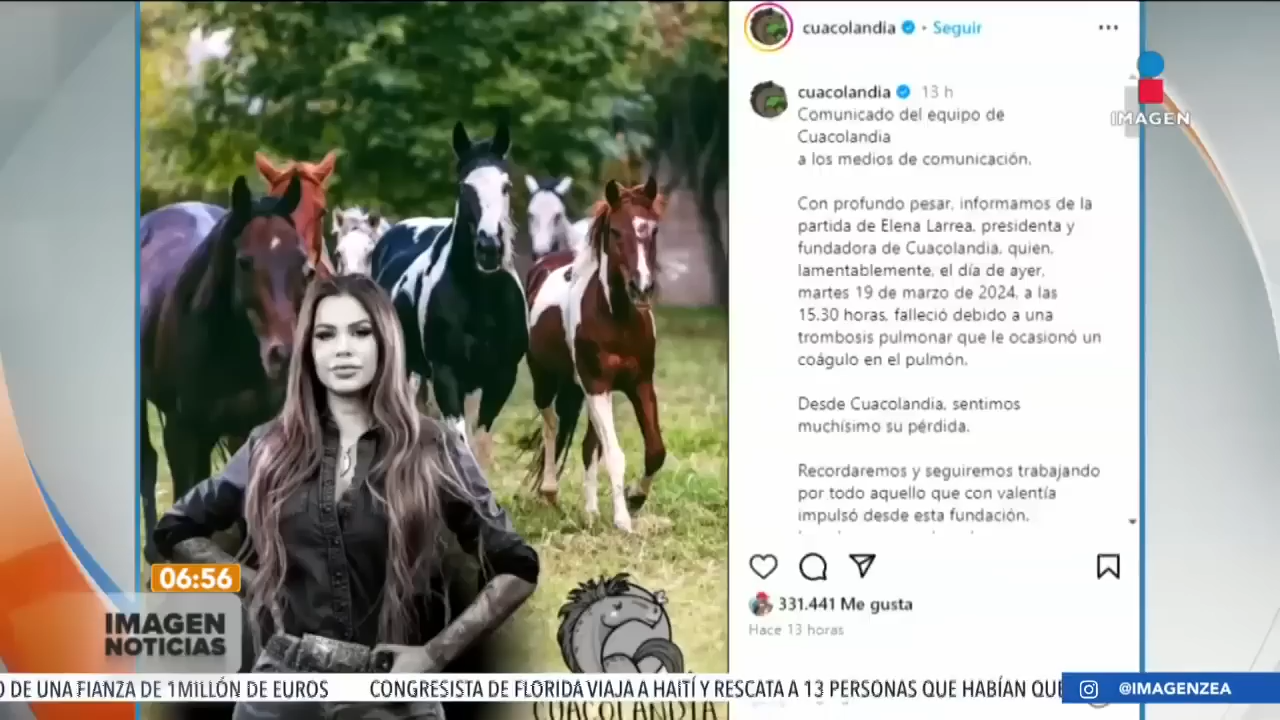 cuacolandia • Seguir
cuacolandia 13 h
Comunicado del equipo de
Cuacolandia
a los medios de comunicación.
Con profundo pesar, informamos de la
partida de Elena Larrea, presidenta y
fundadora de Cuacolandia, quien,
lamentablemente, el día de ayer,
martes 19 de marzo de 2024, a las
15.30 horas, falleció debido a una
trombosis pulmonar que le ocasionó un
coágulo en el pulmón.
Desde Cuacolandia, sentimos
muchísimo su pérdida.
Recordaremos y seguiremos trabajando
por todo aquello que con valentía
impulsó desde esta fundación.
331.441 Me gusta
Hace 13 horas
IMAGEN
06:56
IMAGEN
NOTICIAS
CUACOLANDIA
O DE UNA FIANZA DE 1 MILLÓN DE EUROS CONGRESISTA DE FLORIDA VIAJA A HAITÍ Y RESCATA A 13 PERSONAS QUE HABÍAN QUE
@IMAGENZEA